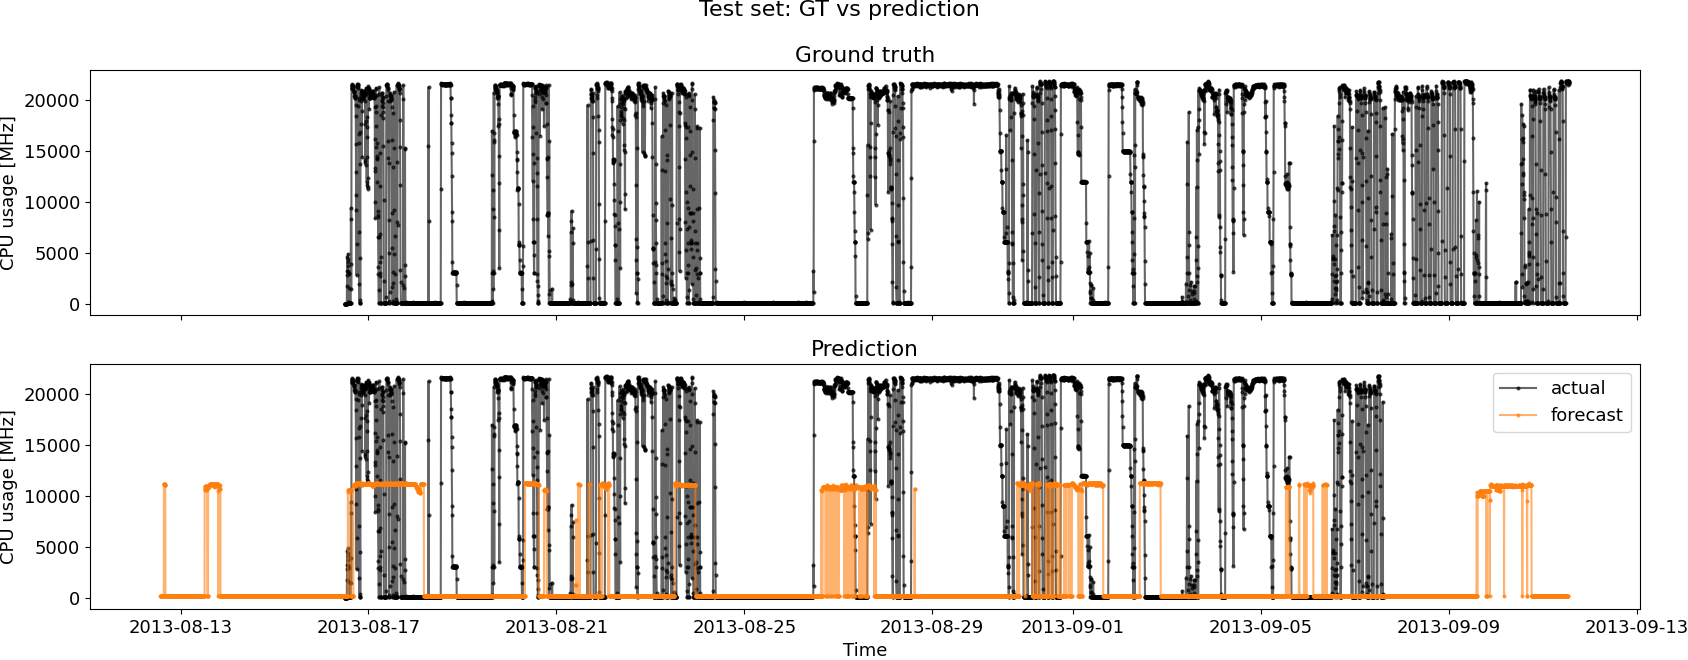 Test set: GT vs prediction
Ground truth
CPU usage [MHz]
20000
15000
10000
5000
0
Prediction
CPU usage [MHz]
20000
15000
10000
5000
0
actual
forecast
2013-08-13 2013-08-17 2013-08-21 2013-08-25 2013-08-29 2013-09-01 2013-09-05 2013-09-09 2013-09-13
Time